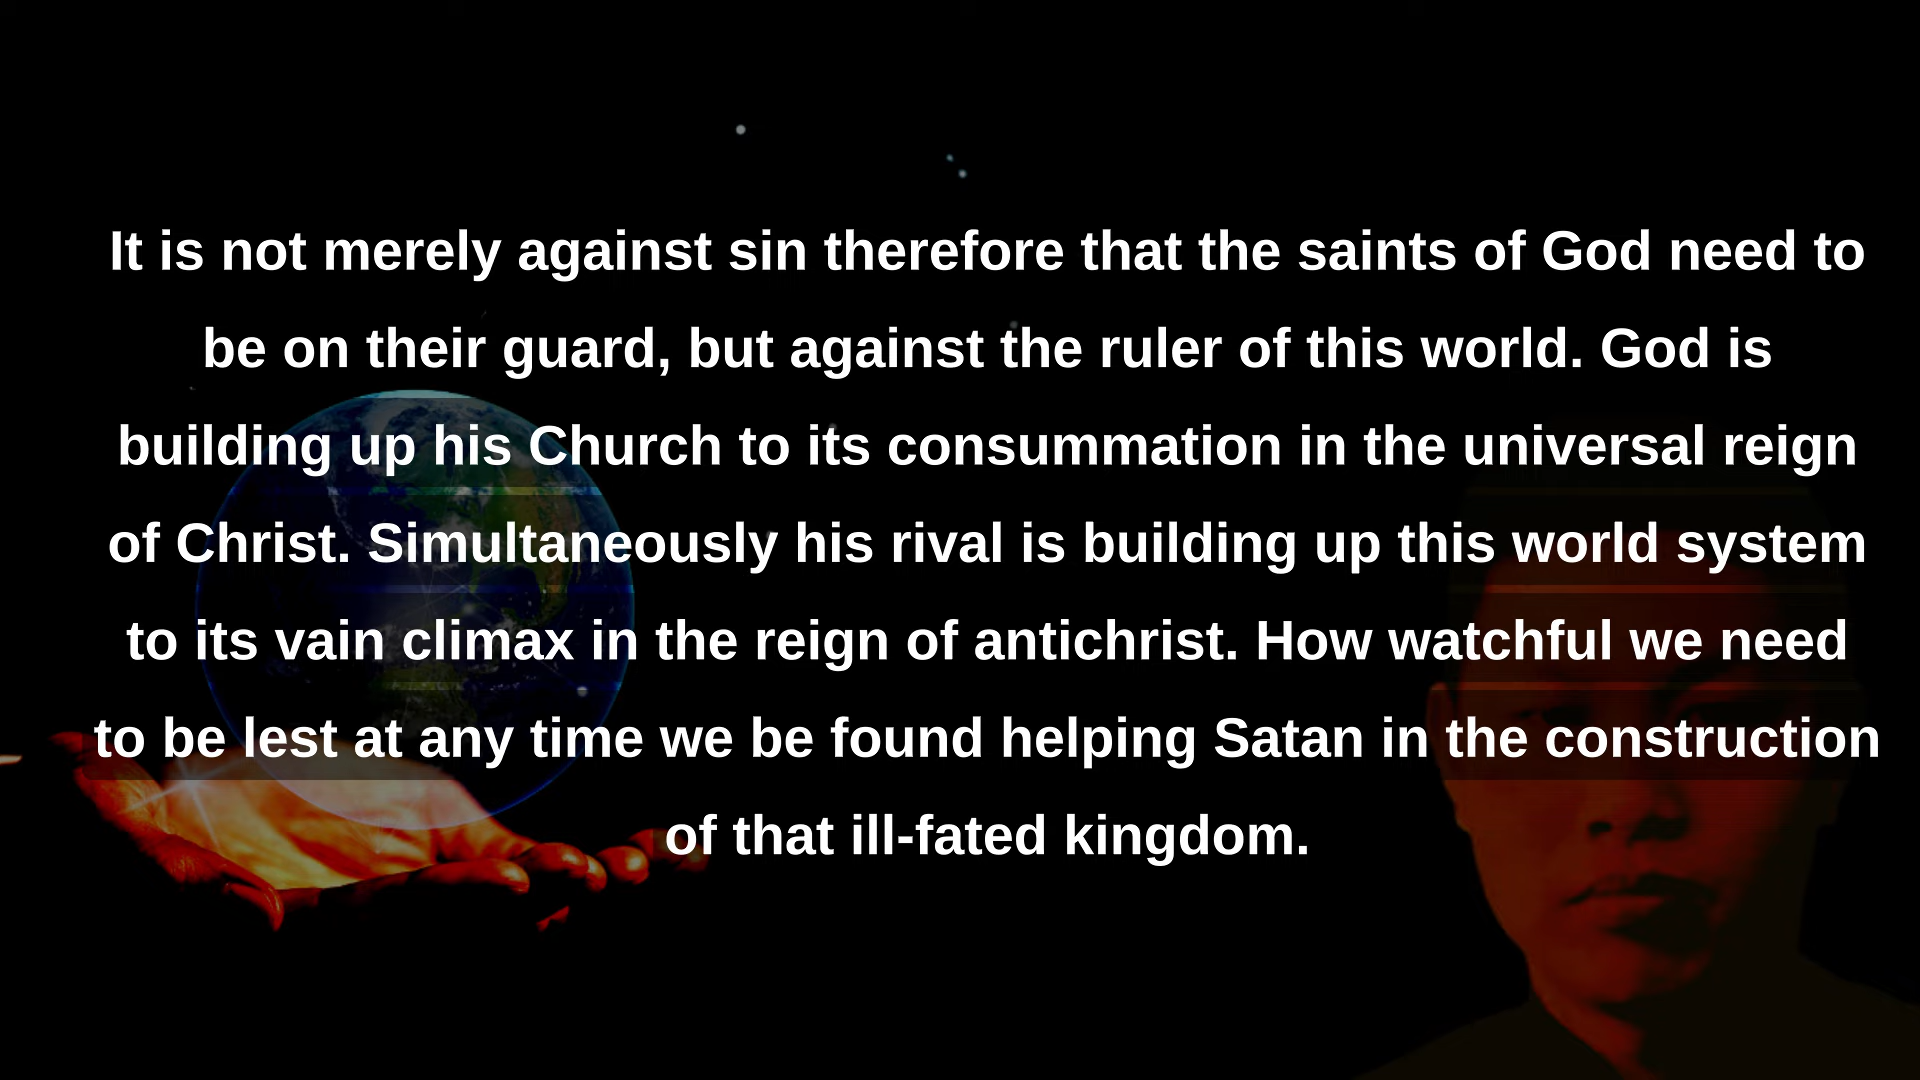 It is not merely against sin therefore that the saints of God need to
be on their guard, but against the ruler of this world. God is
building up his Church to its consummation in the universal reign
of Christ. Simultaneously his rival is building up this world system
to its vain climax in the reign of antichrist. How watchful we need
to be lest at any time we be found helping Satan in the construction
of that ill-fated kingdom.